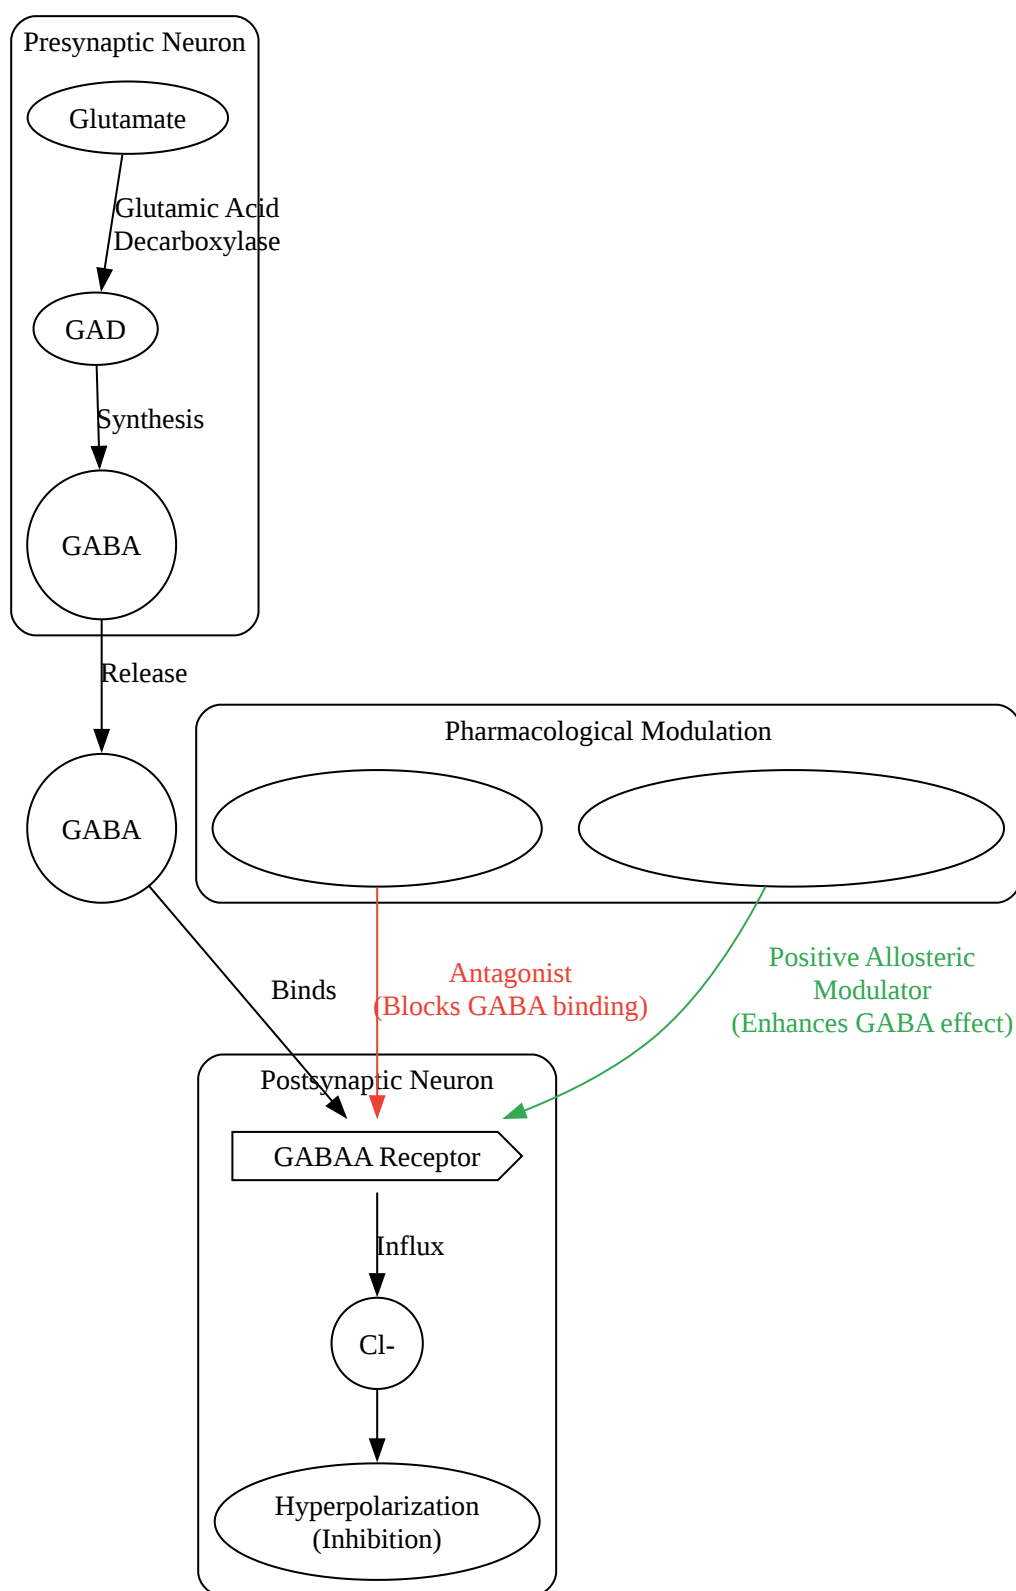 Presynaptic Neuron
Glutamate
Glutamic Acid
Decarboxylase
GAD
Synthesis
GABA
Release
Pharmacological Modulation
GABA
Binds
Antagonist
(Blocks GABA binding)
Positive Allosteric
Modulator
(Enhances GABA effect)
Postsynaptic Neuron
GABAA Receptor
Influx
Cl-
Hyperpolarization
(Inhibition)